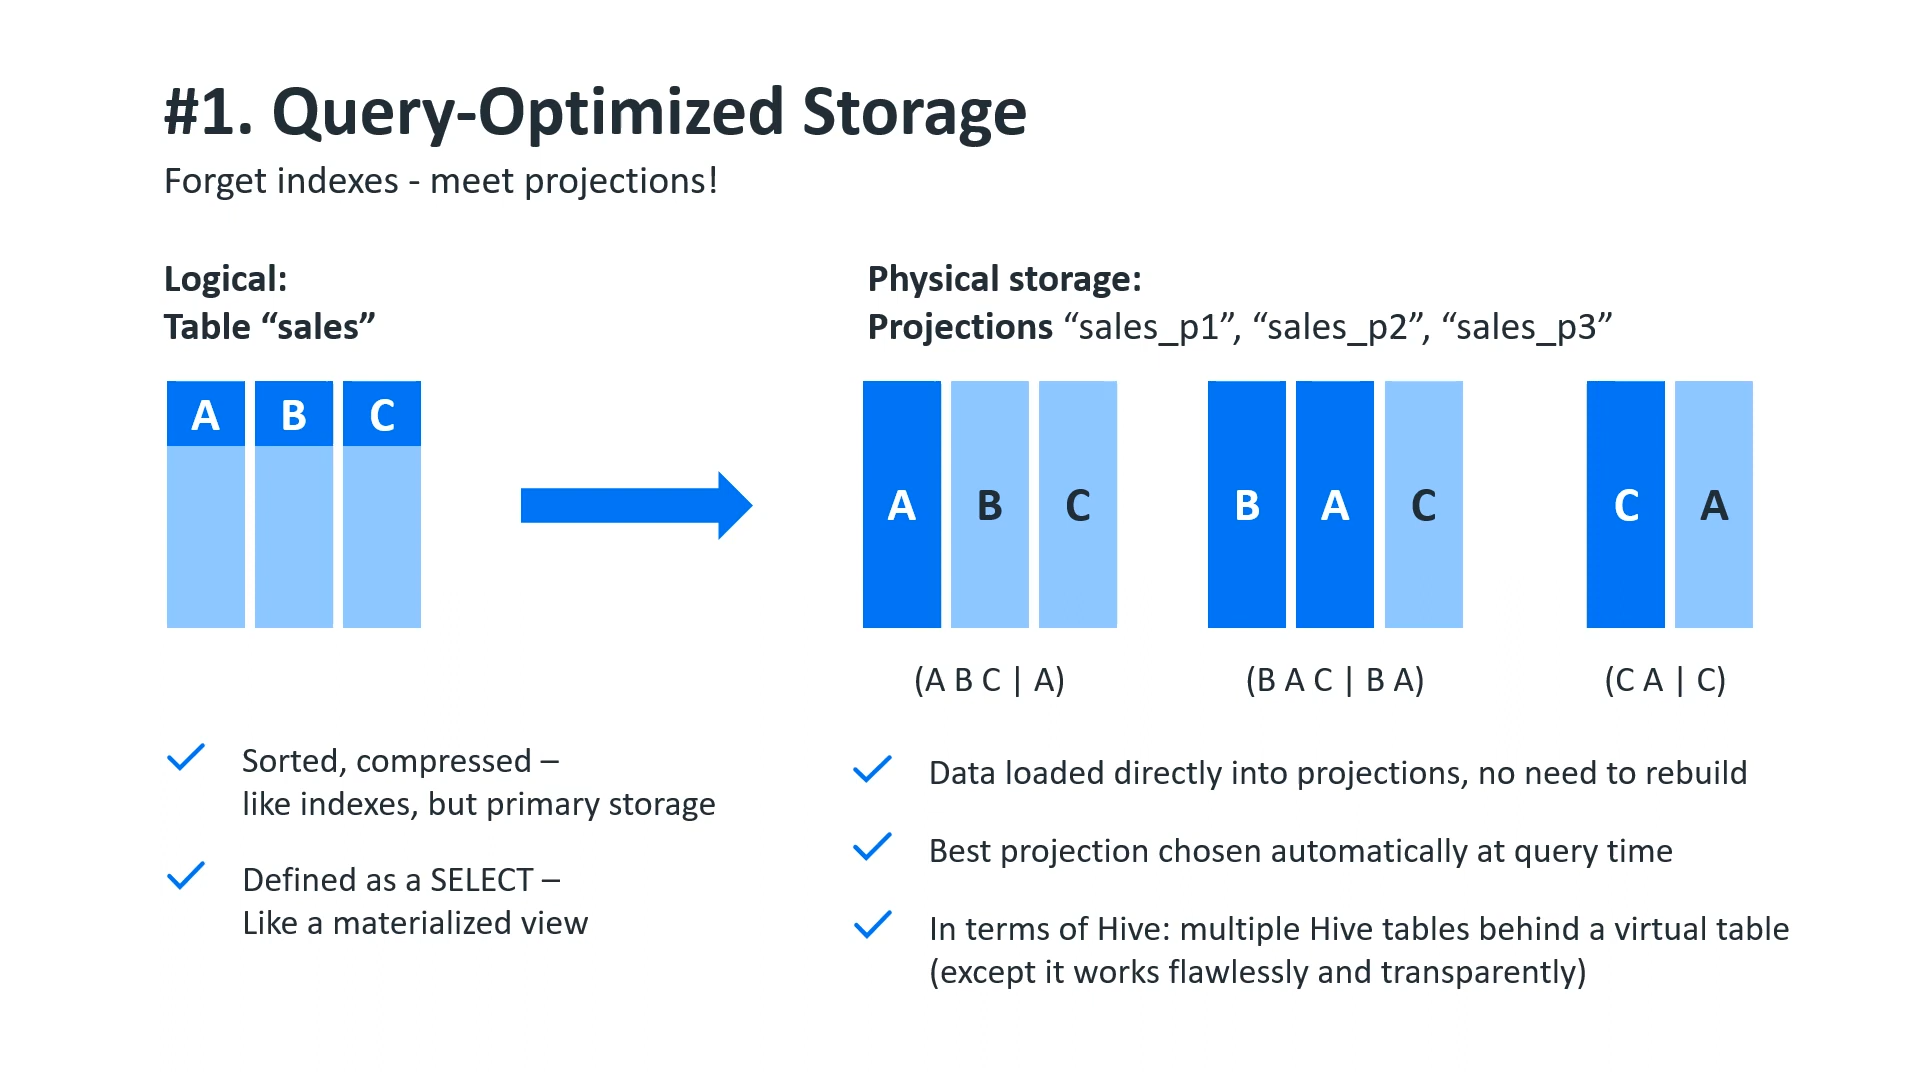 #1. Query-Optimized Storage
Forget indexes - meet projections!
Logical:
Table “sales”
A B C
Sorted, compressed –
like indexes, but primary storage
Defined as a SELECT –
Like a materialized view
Physical storage:
Projections “sales_p1”, “sales_p2”, “sales_p3”
A B C
B A C
C A
(A B C | A)
(B A C | B A)
(C A | C)
Data loaded directly into projections, no need to rebuild
Best projection chosen automatically at query time
In terms of Hive: multiple Hive tables behind a virtual table
(except it works flawlessly and transparently)